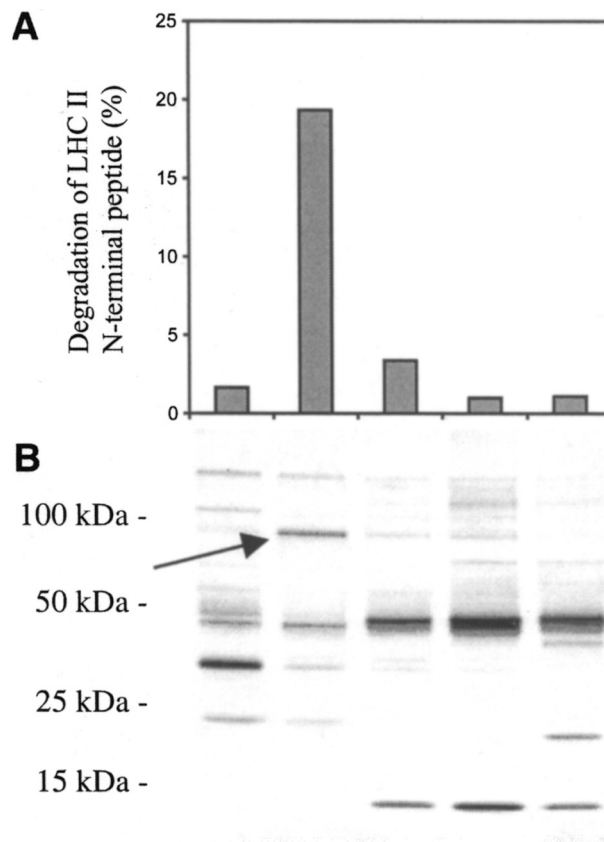 A
Degradation of LHC II
N-terminal peptide (%)
25
20
15
10
5
0
B
100 kDa -
50 kDa -
25 kDa -
15 kDa -